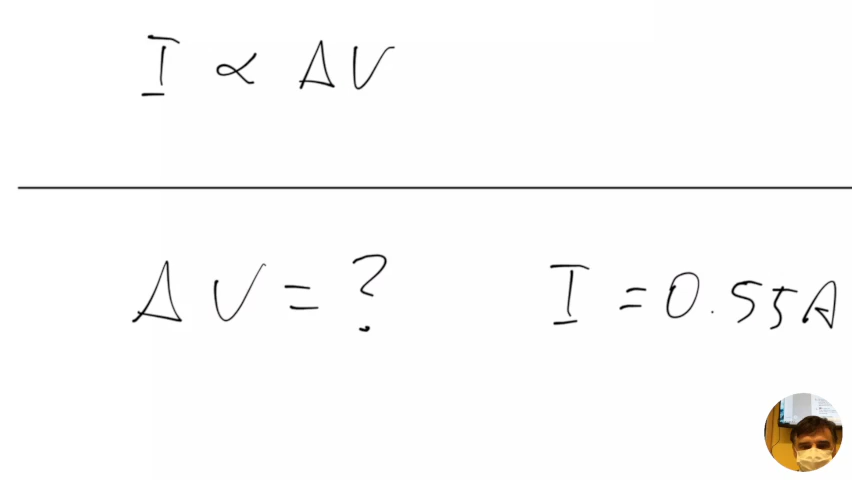 I ∝ ΔV
ΔV = ? I = 0.55A